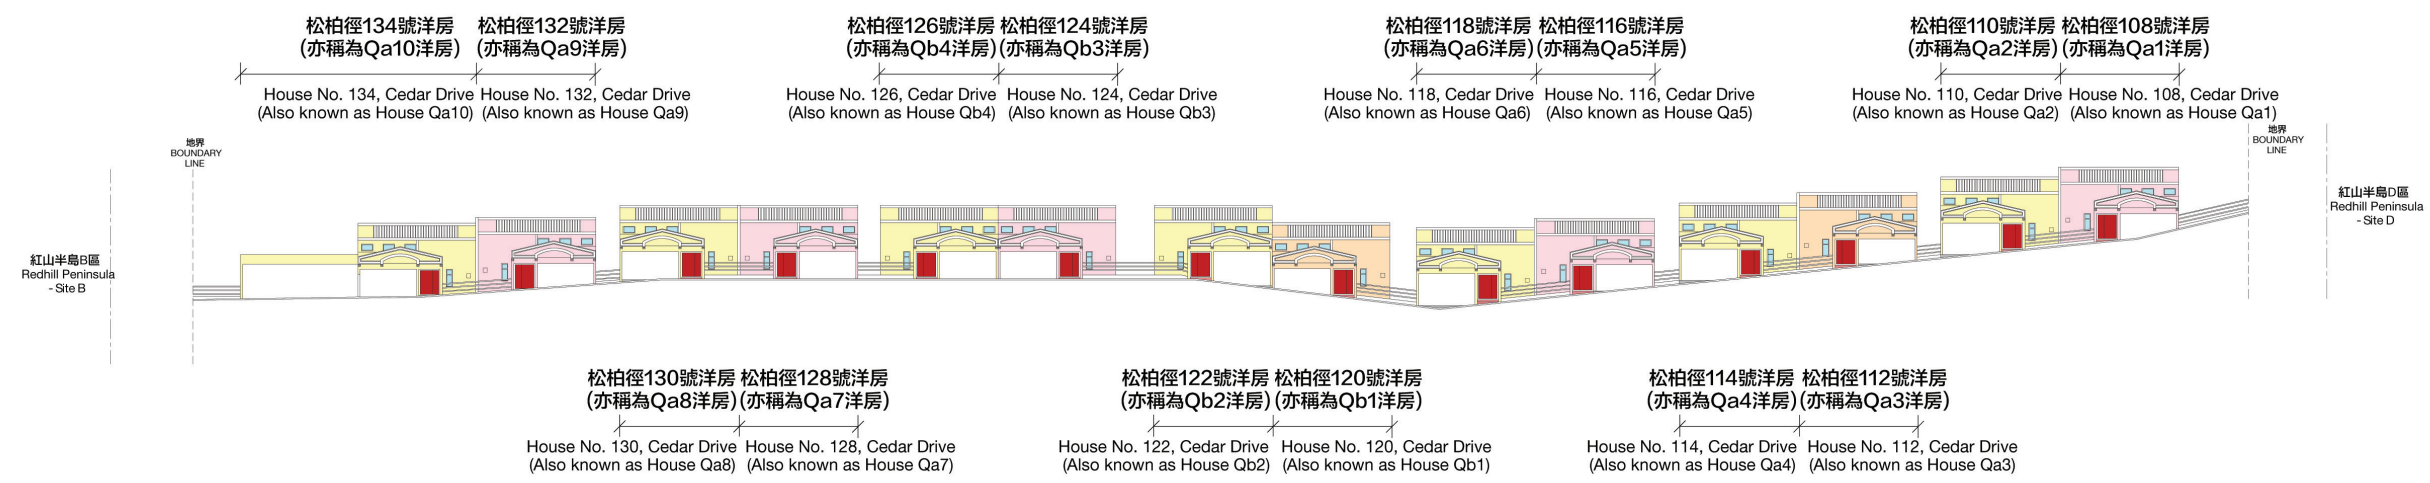 松柏徑134號洋房
(亦稱為Qa10洋房)
House No. 134, Cedar Drive
(Also known as House Qa10)
松柏徑132號洋房
(亦稱為Qa9洋房)
House No. 132, Cedar Drive
(Also known as House Qa9)
松柏徑126號洋房
(亦稱為Qb4洋房)
House No. 126, Cedar Drive
(Also known as House Qb4)
松柏徑124號洋房
(亦稱為Qb3洋房)
House No. 124, Cedar Drive
(Also known as House Qb3)
松柏徑118號洋房
(亦稱為Qa6洋房)
House No. 118, Cedar Drive
(Also known as House Qa6)
松柏徑116號洋房
(亦稱為Qa5洋房)
House No. 116, Cedar Drive
(Also known as House Qa5)
松柏徑110號洋房
(亦稱為Qa2洋房)
House No. 110, Cedar Drive
(Also known as House Qa2)
松柏徑108號洋房
(亦稱為Qa1洋房)
House No. 108, Cedar Drive
(Also known as House Qa1)
地界
BOUNDARY
LINE
地界
BOUNDARY
LINE
紅山半島B區
Redhill Peninsula
- Site B
紅山半島D區
Redhill Peninsula
- Site D
松柏徑130號洋房
(亦稱為Qa8洋房)
House No. 130, Cedar Drive
(Also known as House Qa8)
松柏徑128號洋房
(亦稱為Qa7洋房)
House No. 128, Cedar Drive
(Also known as House Qa7)
松柏徑122號洋房
(亦稱為Qb2洋房)
House No. 122, Cedar Drive
(Also known as House Qb2)
松柏徑120號洋房
(亦稱為Qb1洋房)
House No. 120, Cedar Drive
(Also known as House Qb1)
松柏徑114號洋房
(亦稱為Qa4洋房)
House No. 114, Cedar Drive
(Also known as House Qa4)
松柏徑112號洋房
(亦稱為Qa3洋房)
House No. 112, Cedar Drive
(Also known as House Qa3)